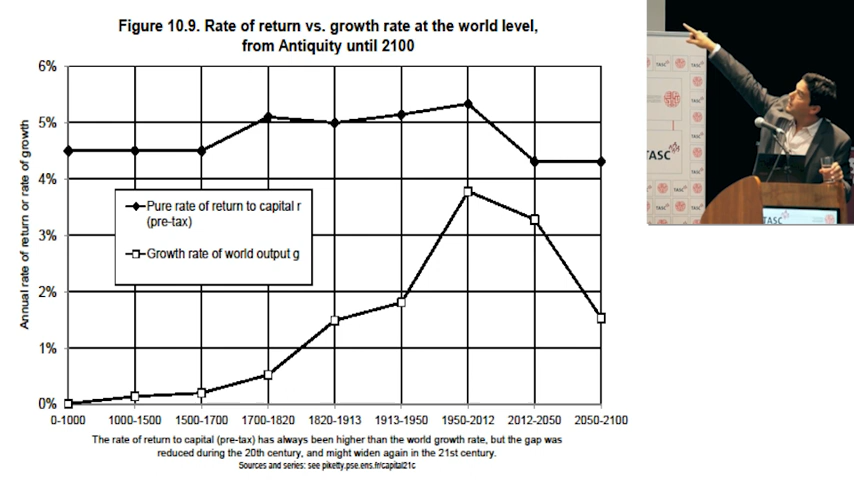 Figure 10.9. Rate of return vs. growth rate at the world level,
from Antiquity until 2100
6%
5%
4%
3%
2%
1%
0%
Annual rate of return or rate of growth
Pure rate of return to capital r
(pre-tax)
Growth rate of world output g
0-1000
1000-1500
1500-1700
1700-1820
1820-1913
1913-1950
1950-2012
2012-2050
2050-2100
The rate of return to capital (pre-tax) has always been higher than the world growth rate, but the gap was
reduced during the 20th century, and might widen again in the 21st century.
Sources and series: see piketty.pse.ens.fr/capital21c
TASC
TASC
TASC
TASC
TASC